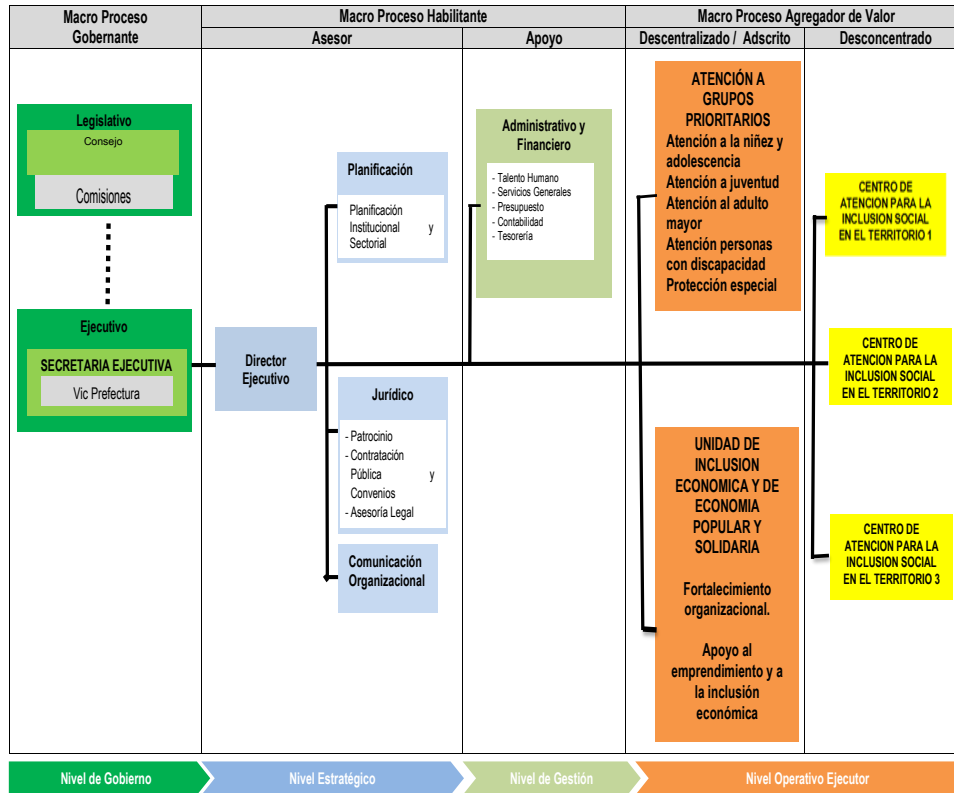 Macro Proceso
Gobernante
Macro Proceso Habilitante
Macro Proceso Agregador de Valor
Asesor
Apoyo
Descentralizado / Adscrito
Desconcentrado
Legislativo
Consejo
Comisiones
Ejecutivo
SECRETARIA EJECUTIVA
Vic Prefectura
Director
Ejecutivo
Planificación
Planificación
Institucional y
Sectorial
Jurídico
- Patrocinio
- Contratación
Pública y
Convenios
- Asesoría Legal
Comunicación
Organizacional
Administrativo y
Financiero
- Talento Humano
- Servicios Generales
- Presupuesto
- Contabilidad
- Tesorería
ATENCIÓN A
GRUPOS
PRIORITARIOS
Atención a la niñez y
adolescencia
Atención a juventud
Atención al adulto
mayor
Atención personas
con discapacidad
Protección especial
UNIDAD DE
INCLUSION
ECONOMICA Y DE
ECONOMIA
POPULAR Y
SOLIDARIA
Fortalecimiento
organizacional.
Apoyo al
emprendimiento y a
la inclusión
económica
CENTRO DE
ATENCION PARA LA
INCLUSION SOCIAL
EN EL TERRITORIO 1
CENTRO DE
ATENCION PARA LA
INCLUSION SOCIAL
EN EL TERRITORIO 2
CENTRO DE
ATENCION PARA LA
INCLUSION SOCIAL
EN EL TERRITORIO 3
Nivel de Gobierno
Nivel Estratégico
Nivel de Gestión
Nivel Operativo Ejecutor